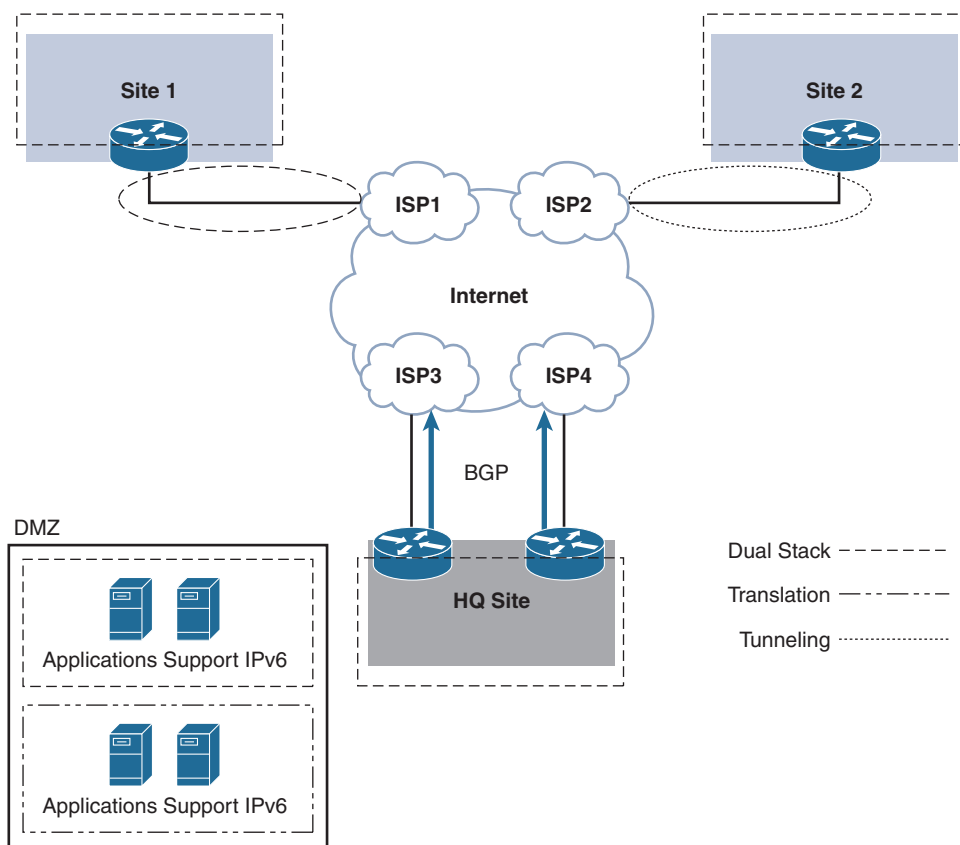 Site 1
Site 2
ISP1
ISP2
Internet
ISP3
ISP4
BGP
DMZ
Applications Support IPv6
Applications Support IPv6
HQ Site
Dual Stack
Translation
Tunneling